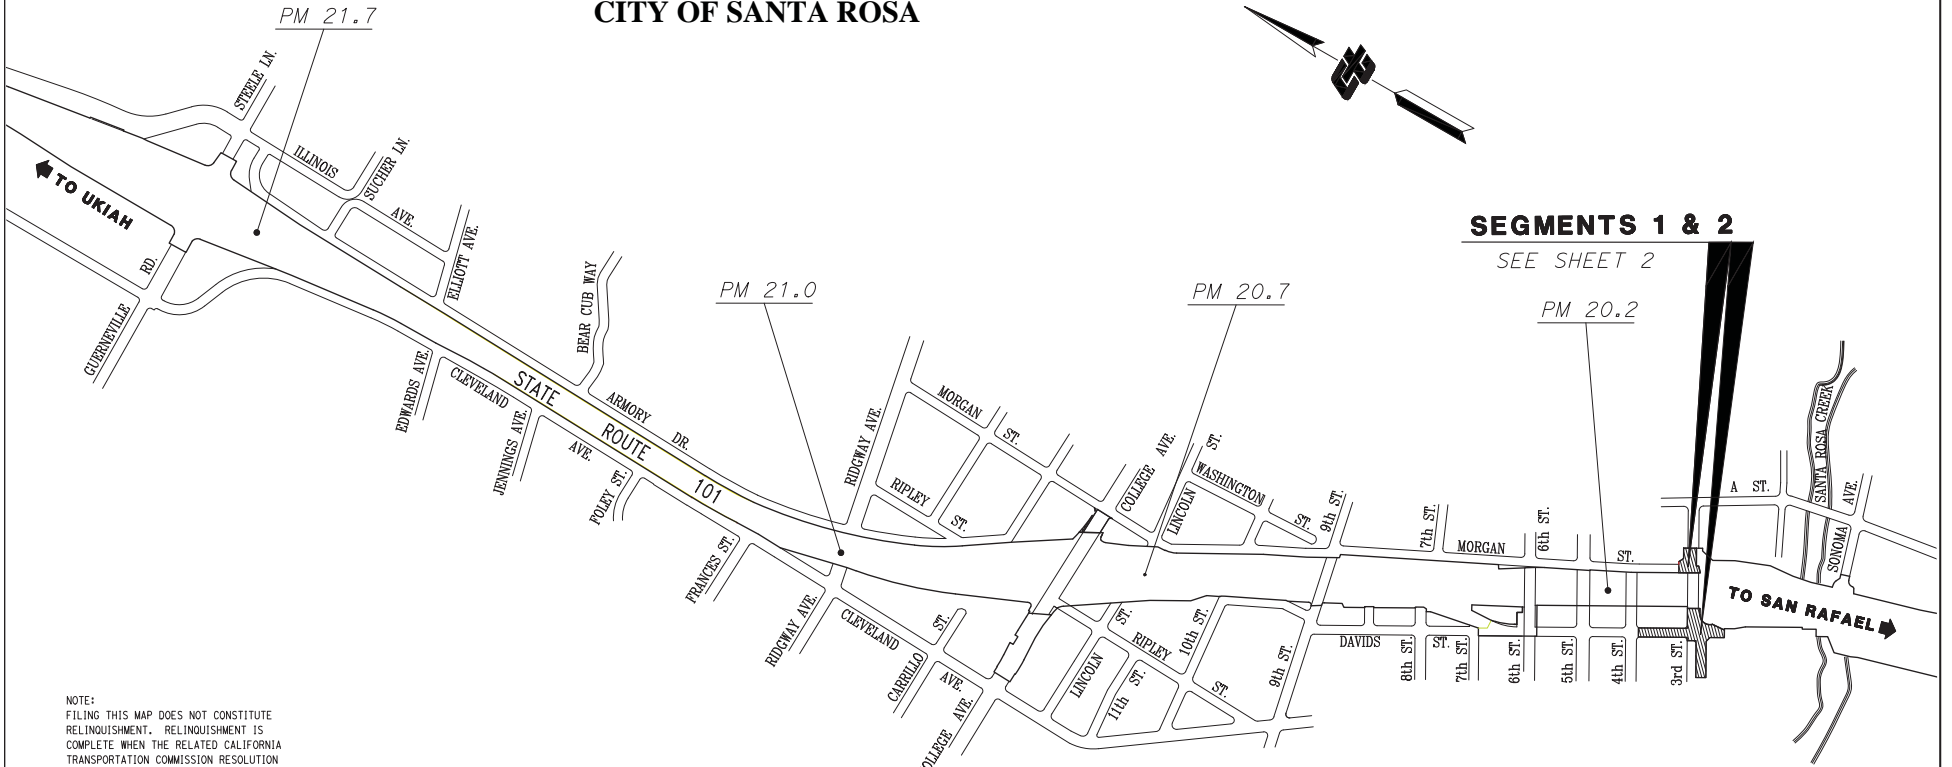 CITY OF SANTA ROSA
PM 21.7
STEELE LN.
ILLINOIS
AVE.
SUCHER LN.
TO UKIAH
RD.
GUERNEVILLE
ELLIOTT AVE.
BEAR CUB WAY
SEGMENTS 1 & 2
SEE SHEET 2
PM 21.0
PM 20.7
PM 20.2
EDWARDS AVE.
CLEVELAND
AVE.
JENNINGS AVE.
STATE
ROUTE
101
ARMORY
DR.
FOLEY ST.
FRANCES ST.
RIDGWAY AVE.
MORGAN
ST.
RIPLEY
ST.
COLLEGE AVE.
LINCOLN
ST.
WASHINGTON
ST.
9th ST.
7th ST.
MORGAN
ST.
6th ST.
A ST.
SANTA ROSA CREEK
SONOMA
AVE.
TO SAN RAFAEL
RIDGWAY AVE.
CLEVELAND
AVE.
CARRILLO
ST.
OLLEGE AVE.
LINCOLN
ST.
RIPLEY
ST.
10th ST.
11th ST.
9th ST.
DAVIDS
ST.
8th ST.
7th ST.
6th ST.
5th ST.
4th ST.
3rd ST.
NOTE:
FILING THIS MAP DOES NOT CONSTITUTE
RELINQUISHMENT. RELINQUISHMENT IS
COMPLETE WHEN THE RELATED CALIFORNIA
TRANSPORTATION COMMISSION RESOLUTION